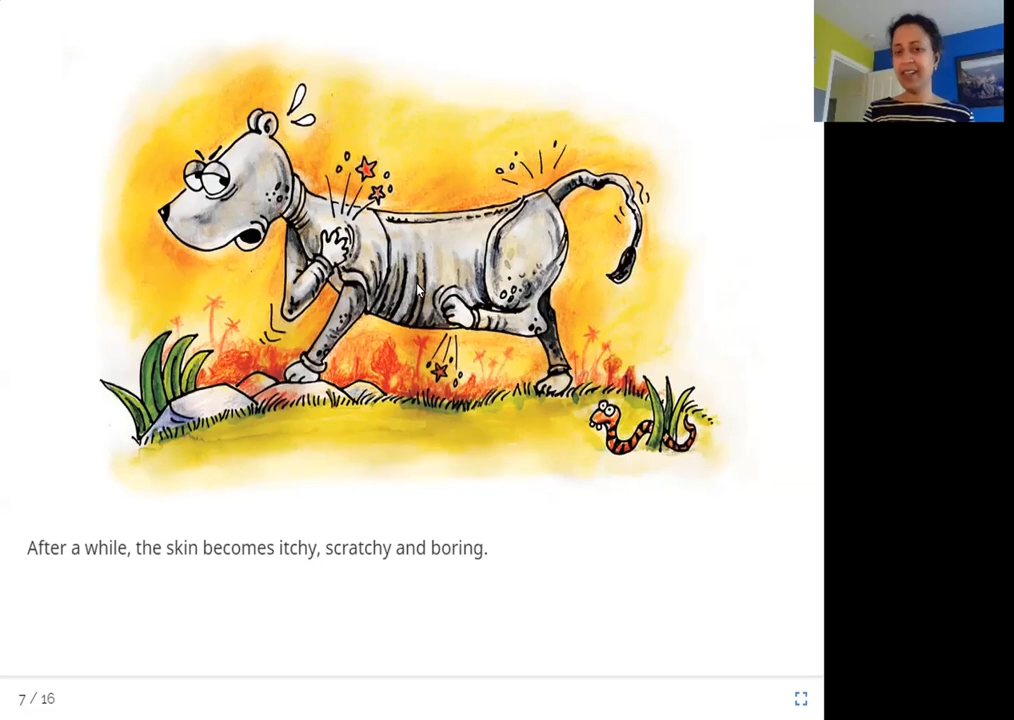 After a while, the skin becomes itchy, scratchy and boring.
7 / 16